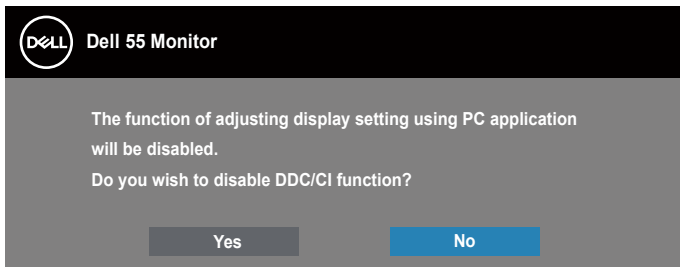 DELL
Dell 55 Monitor
The function of adjusting display setting using PC application
will be disabled.
Do you wish to disable DDC/CI function?
Yes
No